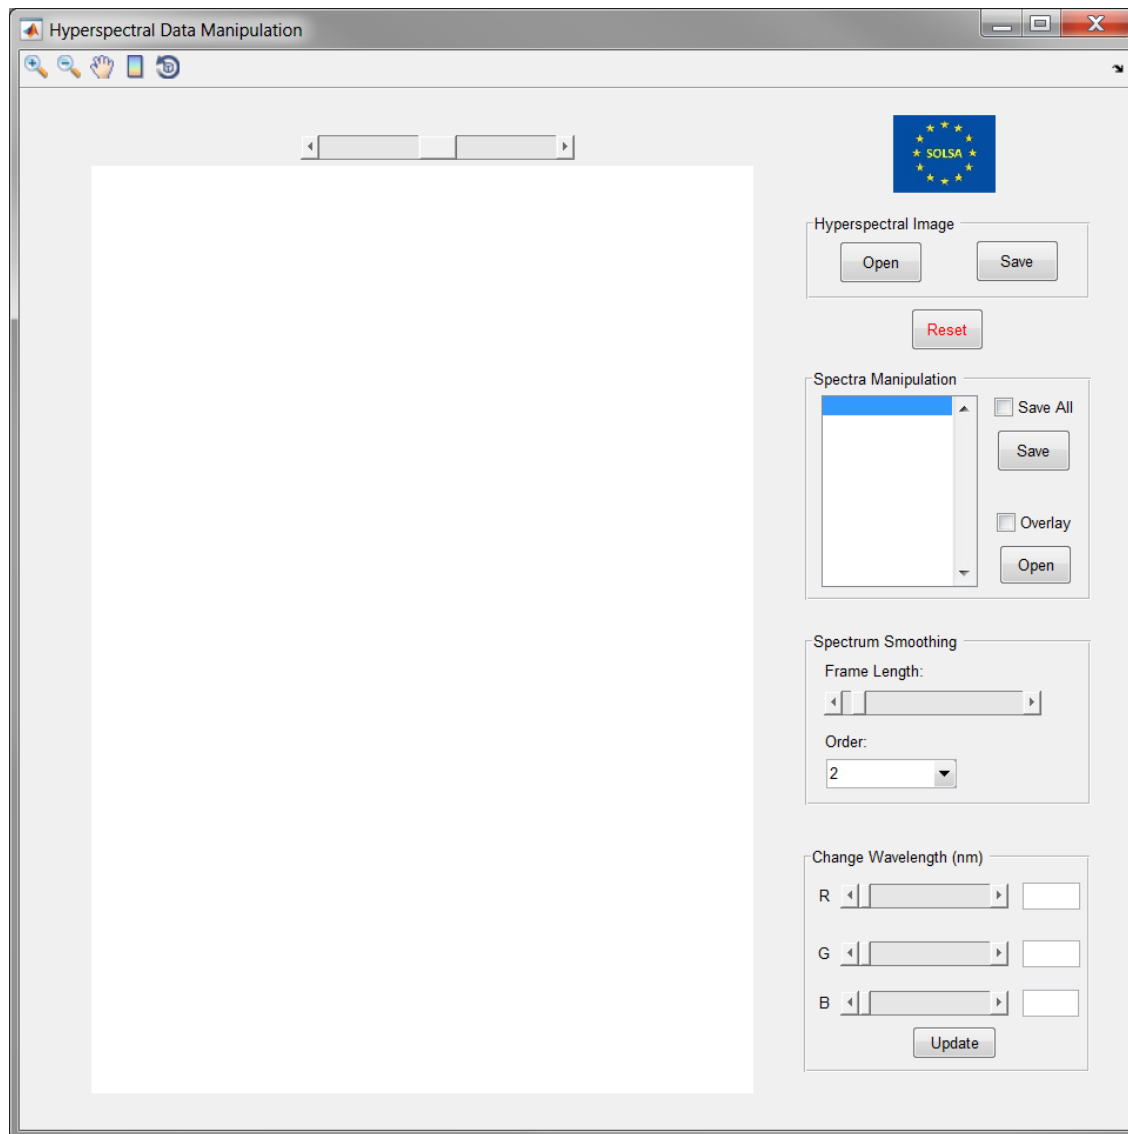 Hyperspectral Data Manipulation
SOLSA
Hyperspectral Image
Open Save
Reset
Spectra Manipulation
Save All
Save
Overlay
Open
Spectrum Smoothing
Frame Length:
Order:
2
Change Wavelength (nm)
R
G
B
Update